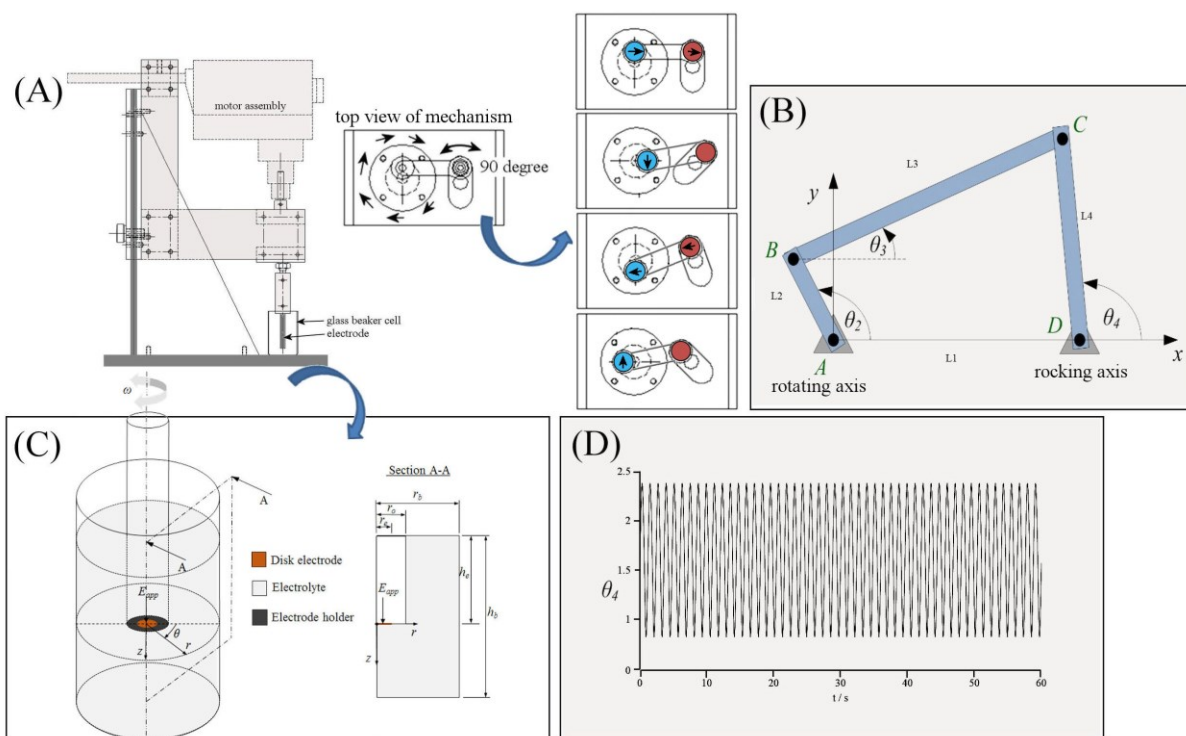 (A)
motor assembly
top view of mechanism
90 degree
glass beaker cell
electrode
(B)
C
L3
y
L4
B
θ3
L2
θ2
D
θ4
A
L1
x
rotating axis
rocking axis
ω
(C)
Section A-A
A
rb
ro
re
A
Disk electrode
Electrolyte
Electrode holder
Eapp
he
hb
Eapp
θ
r
z
r
z
(D)
2.5
2
1.5
θ4
1
0
0 10 20 30 40 50 60
t / s